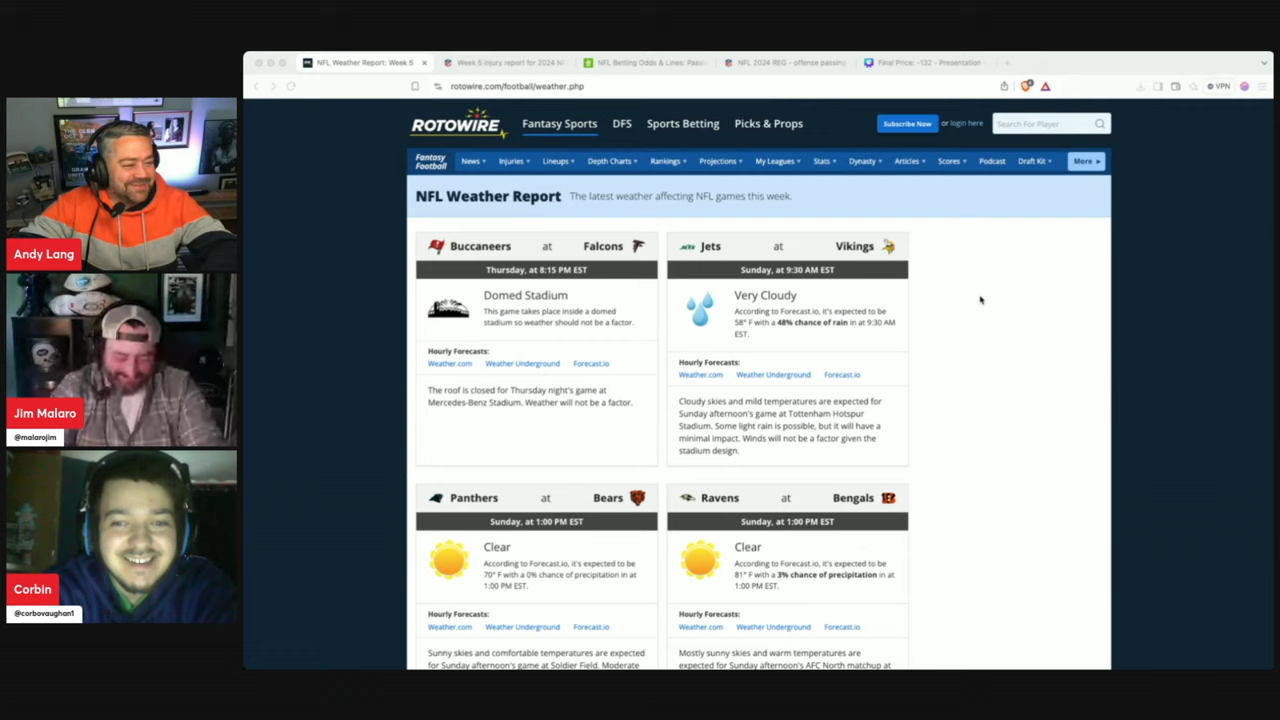 Andy Lang
Jim Malaro
@malarojim
Corbin
@corbovaughan1
NFL Weather Report: Week 5
Week 5 injury report for 2024 NF
NFL Betting Odds & Lines: Passi
NFL 2024 REG - offense passing
Final Price: -132 - Presentation
rotowire.com/football/weather.php
VPN
ROTOWIRE
Fantasy Sports
DFS
Sports Betting
Picks & Props
Subscribe Now
or login here
Search For Player
Fantasy
Football
News
Injuries
Lineups
Depth Charts
Rankings
Projections
My Leagues
Stats
Dynasty
Articles
Scores
Podcast
Draft Kit
More
NFL Weather Report
The latest weather affecting NFL games this week.
Buccaneers at Falcons
Thursday, at 8:15 PM EST
Domed Stadium
This game takes place inside a domed
stadium so weather should not be a factor.
Hourly Forecasts:
Weather.com Weather Underground Forecast.io
The roof is closed for Thursday night's game at
Mercedes-Benz Stadium. Weather will not be a factor.
JETS
Jets at Vikings
Sunday, at 9:30 AM EST
Very Cloudy
According to Forecast.io, it's expected to be
58° F with a 48% chance of rain in at 9:30 AM
EST.
Hourly Forecasts:
Weather.com Weather Underground Forecast.io
Cloudy skies and mild temperatures are expected for
Sunday afternoon's game at Tottenham Hotspur
Stadium. Some light rain is possible, but it will have a
minimal impact. Winds will not be a factor given the
stadium design.
Panthers at Bears
Sunday, at 1:00 PM EST
Clear
According to Forecast.io, it's expected to be
70° F with a 0% chance of precipitation in at
1:00 PM EST.
Hourly Forecasts:
Weather.com Weather Underground Forecast.io
Sunny skies and comfortable temperatures are expected
for Sunday afternoon's game at Soldier Field. Moderate
Ravens at Bengals
Sunday, at 1:00 PM EST
Clear
According to Forecast.io, it's expected to be
81° F with a 3% chance of precipitation in at
1:00 PM EST.
Hourly Forecasts:
Weather.com Weather Underground Forecast.io
Mostly sunny skies and warm temperatures are
expected for Sunday afternoon's AFC North matchup at